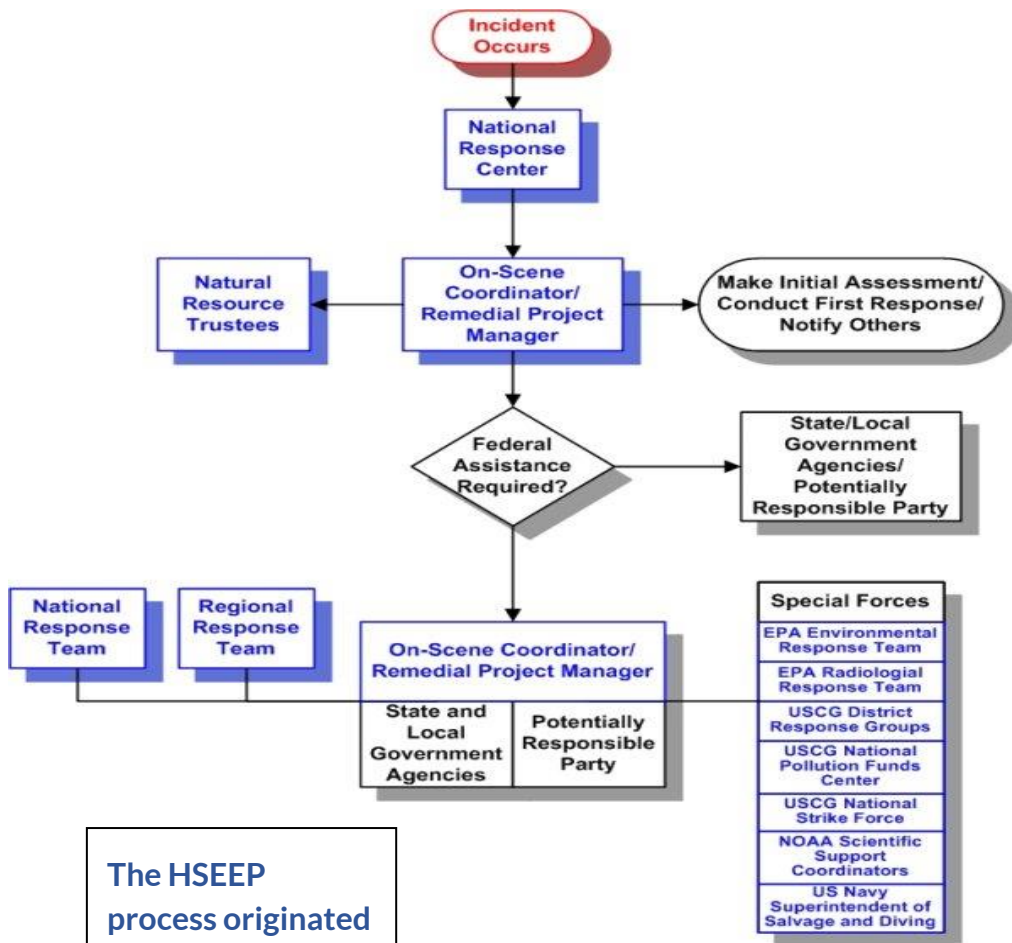 Incident
Occurs
National
Response
Center
Natural
Resource
Trustees
On-Scene
Coordinator/
Remedial Project
Manager
Make Initial Assessment/
Conduct First Response/
Notify Others
Federal
Assistance
Required?
State/Local
Government
Agencies/
Potentially
Responsible Party
National
Response
Team
Regional
Response
Team
On-Scene Coordinator/
Remedial Project Manager
State and
Local
Government
Agencies
Potentially
Responsible
Party
Special Forces
EPA Environmental
Response Team
EPA Radiologial
Response Team
USCG District
Response Groups
USCG National
Pollution Funds
Center
USCG National
Strike Force
NOAA Scientific
Support
Coordinators
US Navy
Superintendent of
Salvage and Diving
The HSEEP
process originated